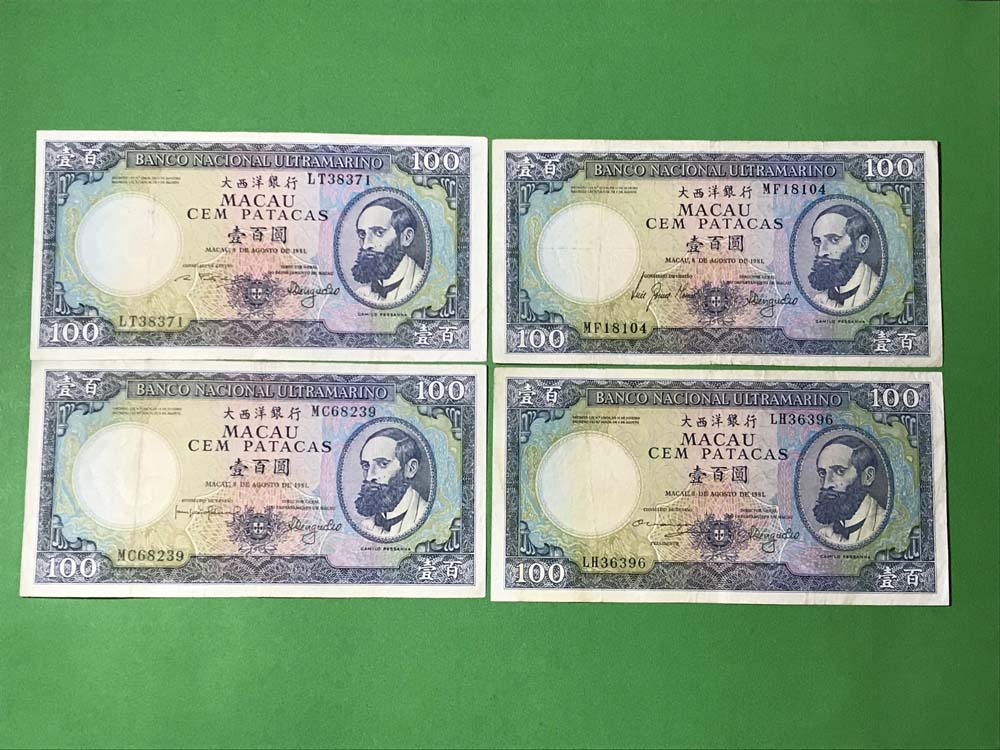 壹百
BANCO NACIONAL ULTRAMARINO
100
大西洋銀行
LT38371
MACAU
CEM PATACAS
壹百圓
MACAU, 8 DE AGOSTO DE 1981.
CAMILO PESSANHA
LT38371
100
壹百
壹百
BANCO NACIONAL ULTRAMARINO
100
大西洋銀行
MF18104
MACAU
CEM PATACAS
壹百圓
MACAU, 8 DE AGOSTO DE 1981.
CAMILO PESSANHA
MF18104
100
壹百
壹百
BANCO NACIONAL ULTRAMARINO
100
大西洋銀行
MC68239
MACAU
CEM PATACAS
壹百圓
MACAU, 8 DE AGOSTO DE 1981.
CAMILO PESSANHA
MC68239
100
壹百
壹百
BANCO NACIONAL ULTRAMARINO
100
大西洋銀行
LH36396
MACAU
CEM PATACAS
壹百圓
MACAU, 8 DE AGOSTO DE 1981.
CAMILO PESSANHA
LH36396
100
壹百